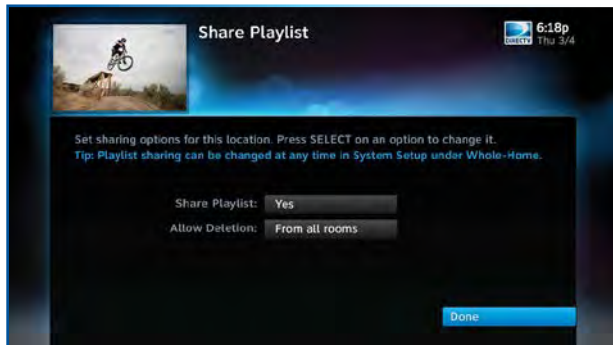 Share Playlist
DIRECTV
6:18p
Thu 3/4
Set sharing options for this location. Press SELECT on an option to change it.
Tip: Playlist sharing can be changed at any time in System Setup under Whole-Home.
Share Playlist: Yes
Allow Deletion: From all rooms
Done